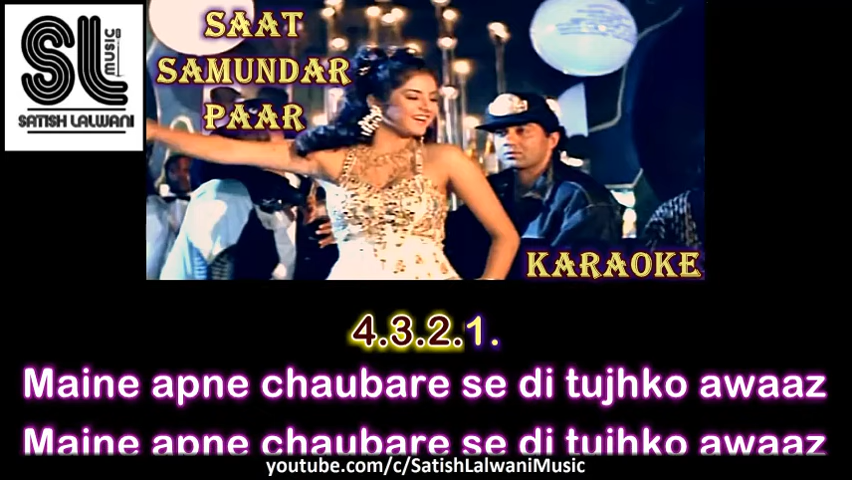 SL
MUSIC
SATISH LALWANI
SAAT
SAMUNDAR
PAAR
KARAOKE
4.3.2.1.
Maine apne chaubare se di tujhko awaaz
Maine apne chaubare se di tujhko awaaz
youtube.com/c/SatishLalwaniMusic